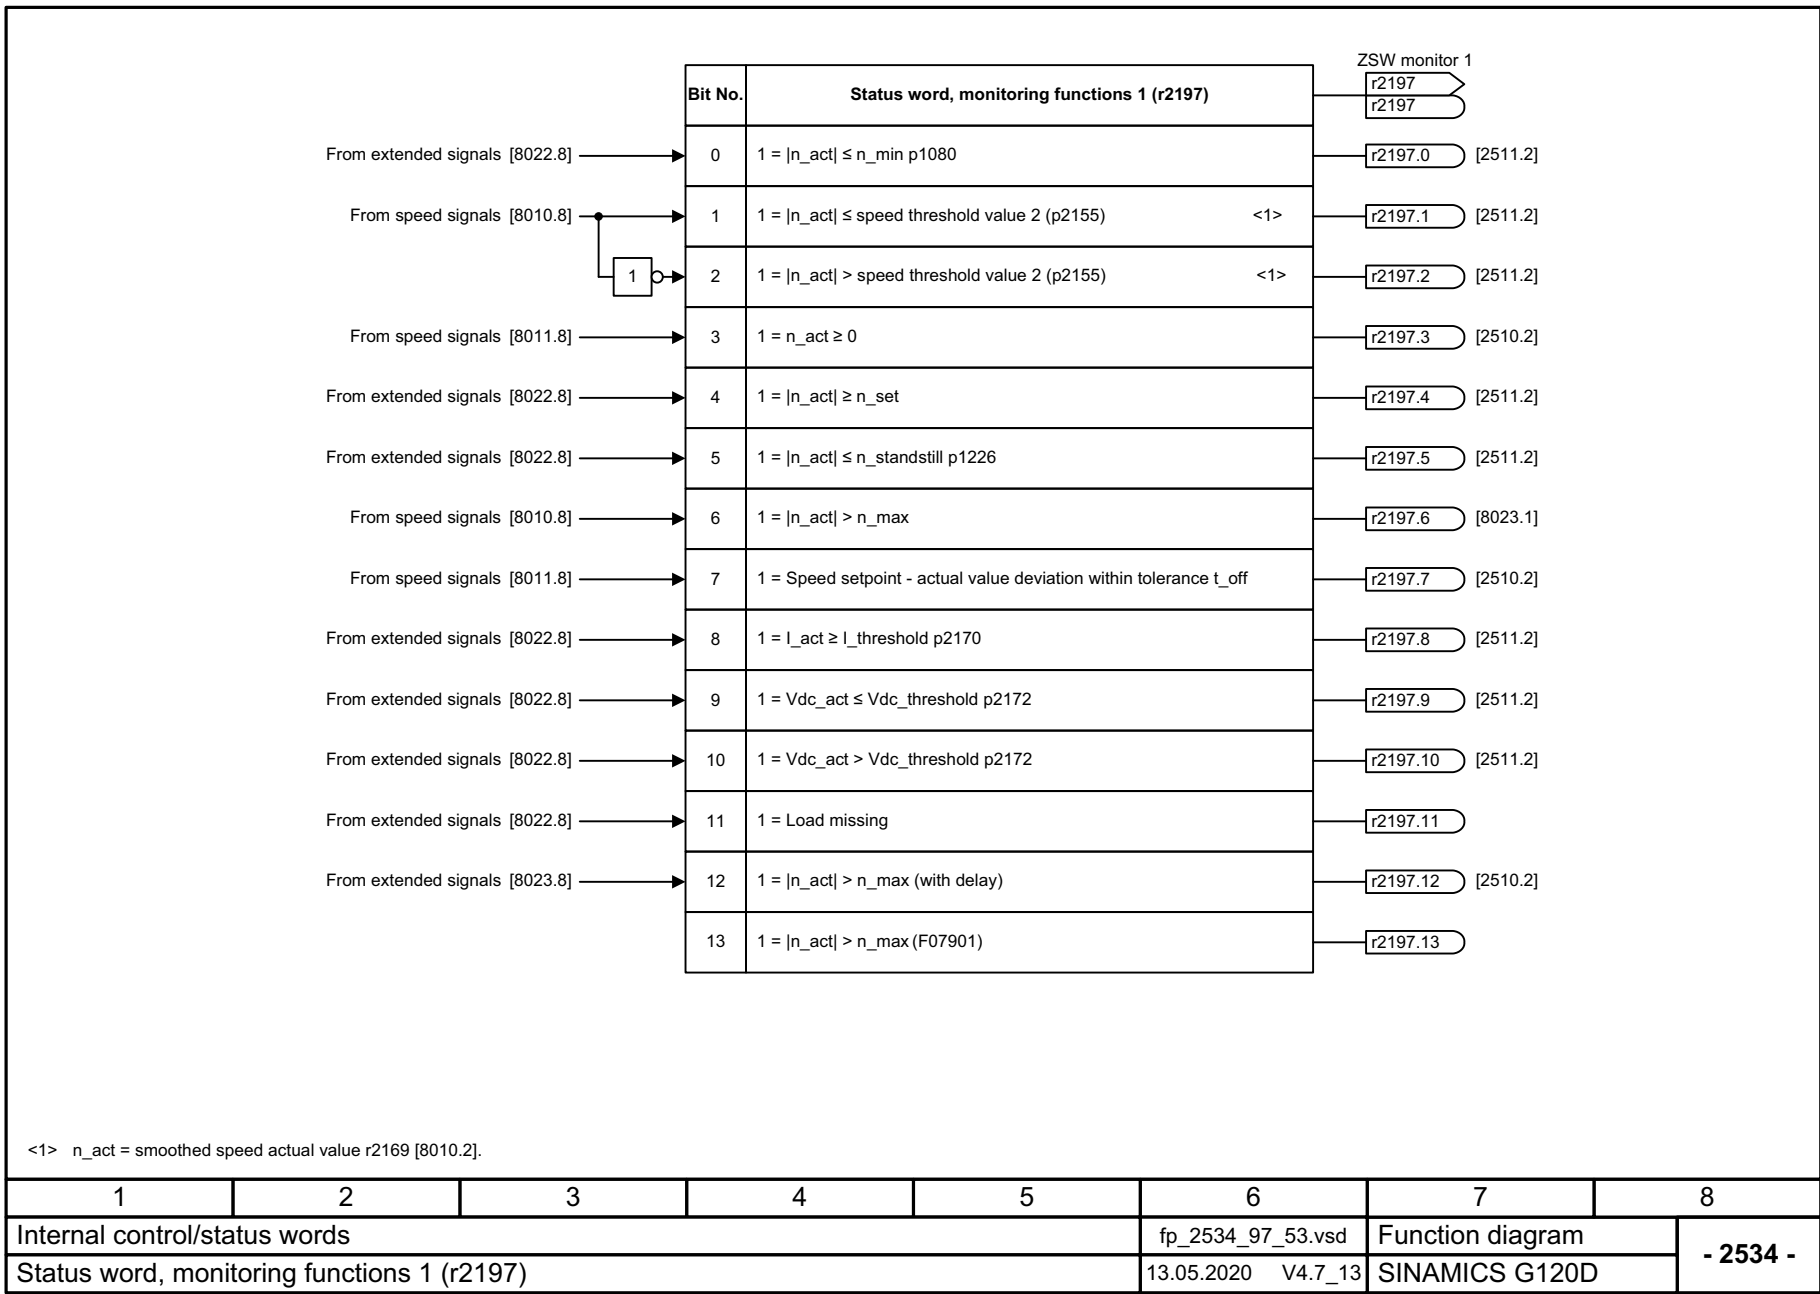 ZSW monitor 1
Bit No. Status word, monitoring functions 1 (r2197) r2197
r2197
From extended signals [8022.8] 0 1 = |n_act| ≤ n_min p1080 r2197.0 [2511.2]
From speed signals [8010.8] 1 1 = |n_act| ≤ speed threshold value 2 (p2155) <1> r2197.1 [2511.2]
1 2 1 = |n_act| > speed threshold value 2 (p2155) <1> r2197.2 [2511.2]
From speed signals [8011.8] 3 1 = n_act ≥ 0 r2197.3 [2510.2]
From extended signals [8022.8] 4 1 = |n_act| ≥ n_set r2197.4 [2511.2]
From extended signals [8022.8] 5 1 = |n_act| ≤ n_standstill p1226 r2197.5 [2511.2]
From speed signals [8010.8] 6 1 = |n_act| > n_max r2197.6 [8023.1]
From speed signals [8011.8] 7 1 = Speed setpoint - actual value deviation within tolerance t_off r2197.7 [2510.2]
From extended signals [8022.8] 8 1 = I_act ≥ I_threshold p2170 r2197.8 [2511.2]
From extended signals [8022.8] 9 1 = Vdc_act ≤ Vdc_threshold p2172 r2197.9 [2511.2]
From extended signals [8022.8] 10 1 = Vdc_act > Vdc_threshold p2172 r2197.10 [2511.2]
From extended signals [8022.8] 11 1 = Load missing r2197.11
From extended signals [8023.8] 12 1 = |n_act| > n_max (with delay) r2197.12 [2510.2]
13 1 = |n_act| > n_max (F07901) r2197.13
<1> n_act = smoothed speed actual value r2169 [8010.2].
1 2 3 4 5 6 7 8
Internal control/status words fp_2534_97_53.vsd Function diagram - 2534 -
Status word, monitoring functions 1 (r2197) 13.05.2020 V4.7_13 SINAMICS G120D